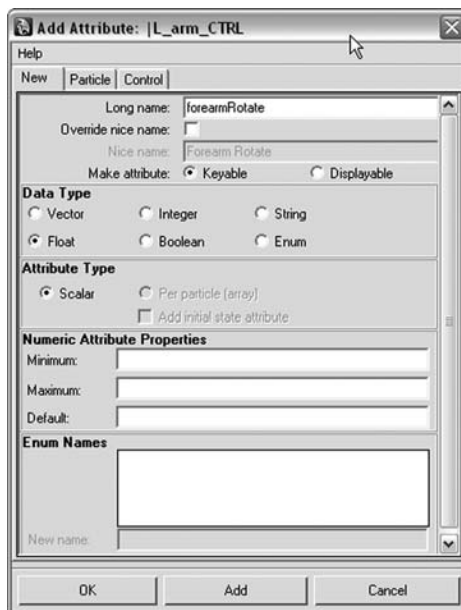 Add Attribute: |L_arm_CTRL
Help
New Particle Control
Long name: forearmRotate
Override nice name:
Nice name: Forearm Rotate
Make attribute: Keyable Displayable
Data Type
Vector Integer String
Float Boolean Enum
Attribute Type
Scalar Per particle (array)
Add initial state attribute
Numeric Attribute Properties
Minimum:
Maximum:
Default:
Enum Names
New name:
OK Add Cancel